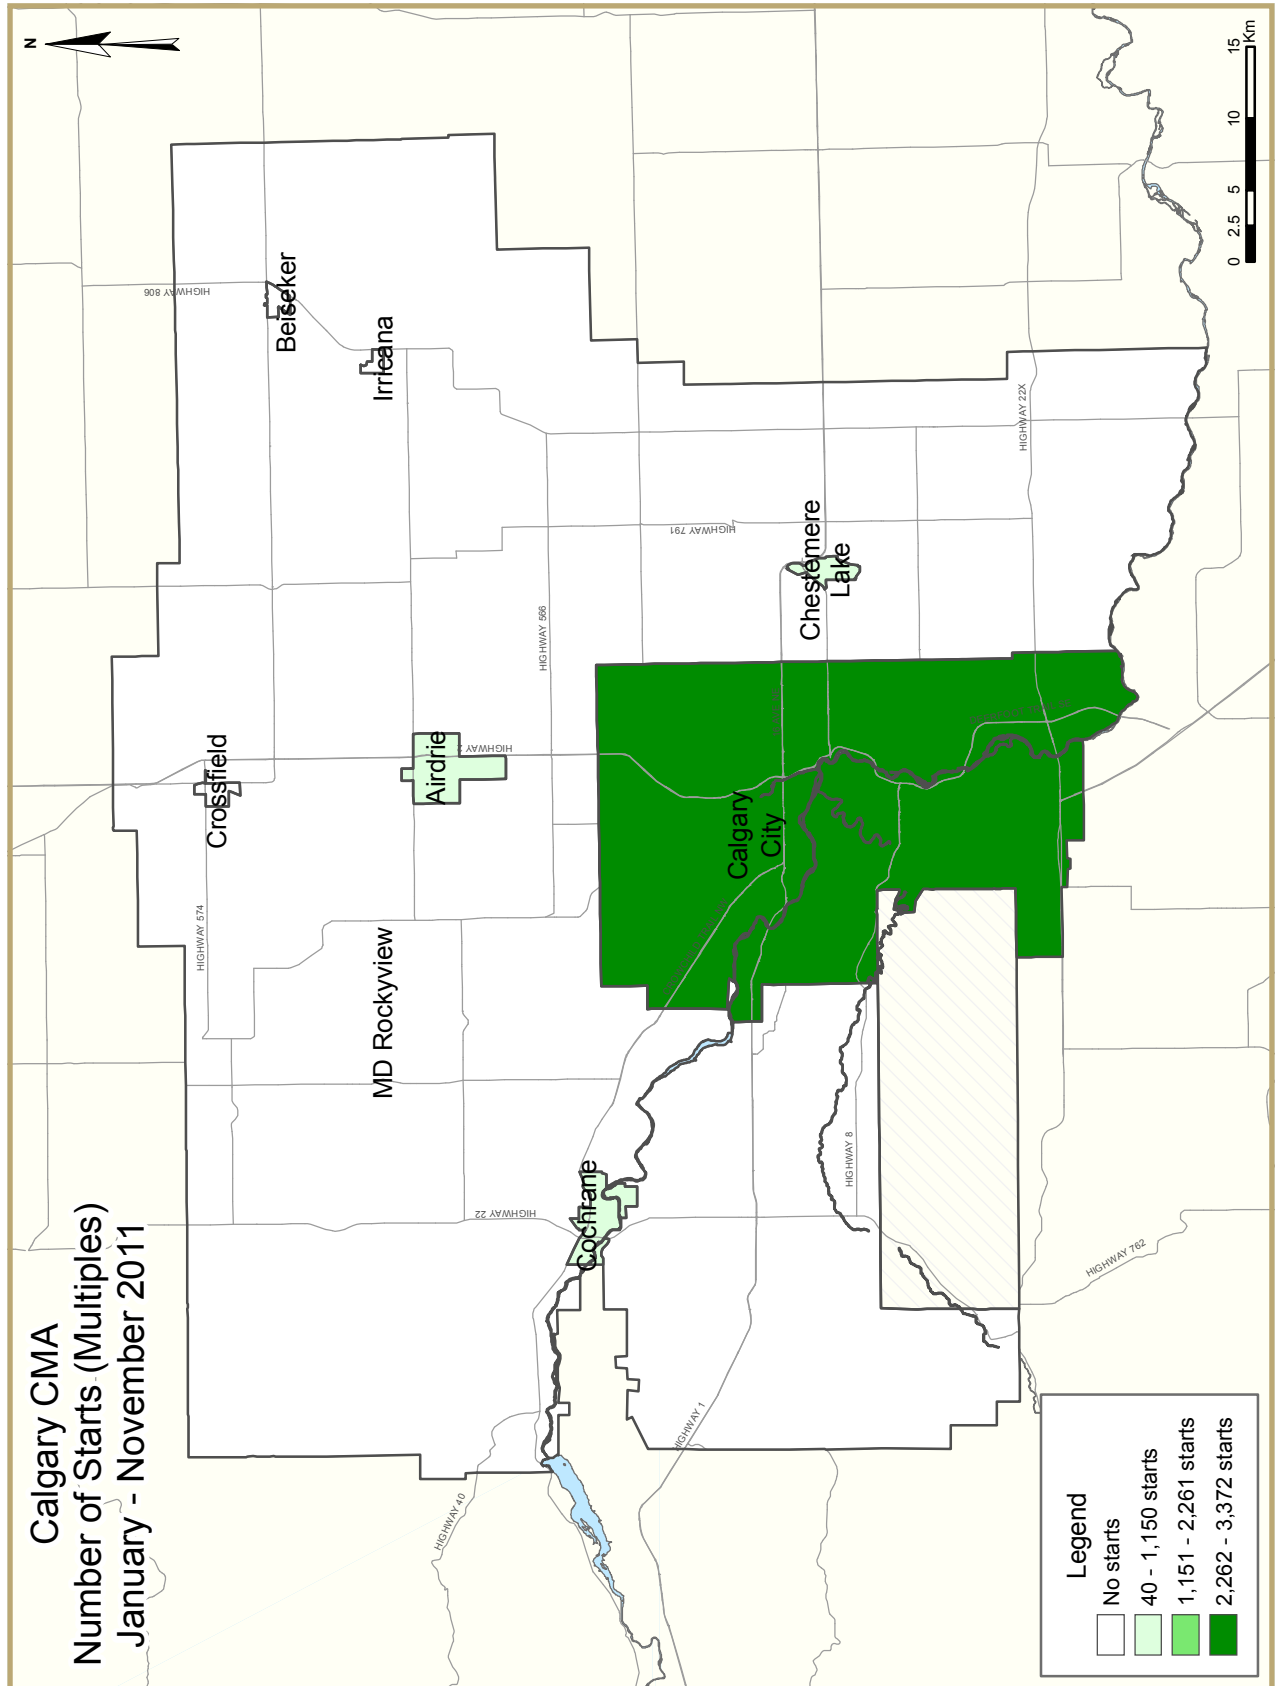 Calgary CMA
Number of Starts (Multiples)
January - November 2011
N
HIGHWAY 574
Crossfield
HIGHWAY 806
Beiseker
Irricana
MD Rockyview
Airdrie
HIGHWAY 2
HIGHWAY 566
HIGHWAY 40
HIGHWAY 22
Cochrane
HIGHWAY 791
HIGHWAY 1
Calgary
City
Chestemere
Lake
HIGHWAY 8
HIGHWAY 22X
HIGHWAY 762
Legend
No starts
40 - 1,150 starts
1,151 - 2,261 starts
2,262 - 3,372 starts
0 2.5 5 10 15
Km